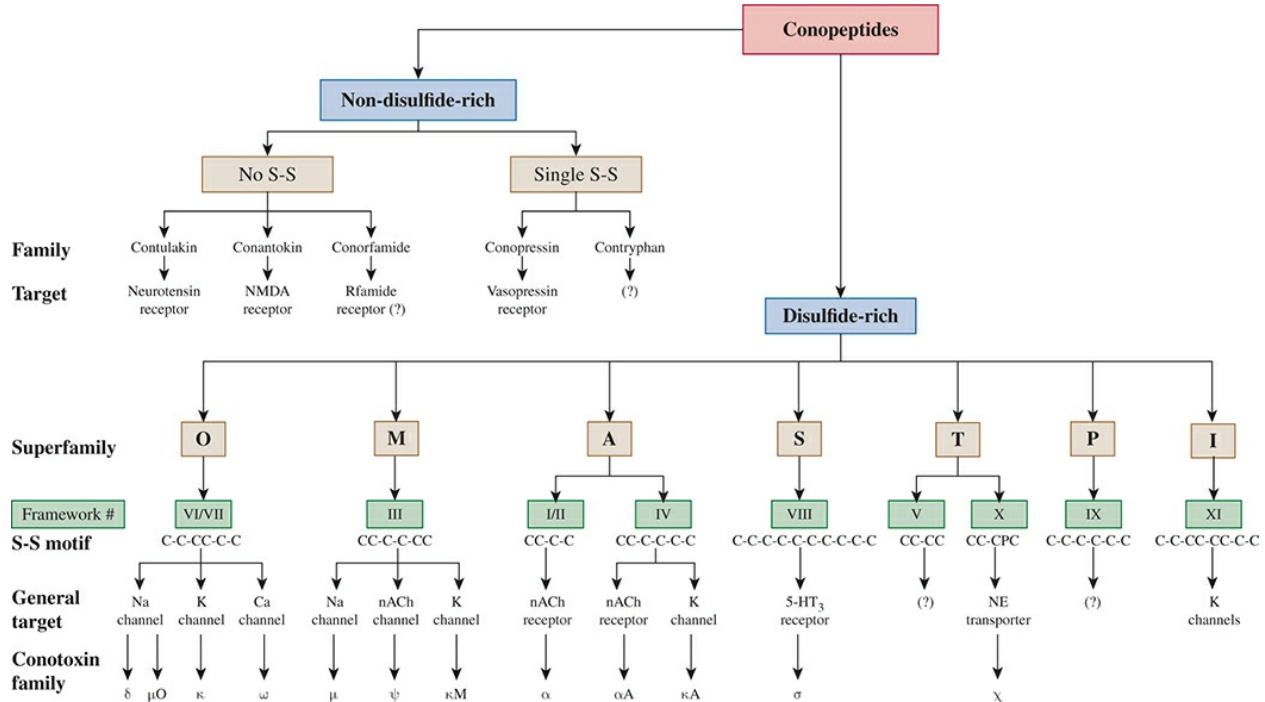 Conopeptides
Non-disulfide-rich
No S-S
Single S-S
Family
Contulakin
Conantokin
Conorfamide
Conopressin
Contryphan
Target
Neurotensin
receptor
NMDA
receptor
Rfamide
receptor (?)
Vasopressin
receptor
(?)
Disulfide-rich
Superfamily
O
M
A
S
T
P
I
Framework #
VI/VII
III
I/II
IV
VIII
V
X
IX
XI
S-S motif
C-C-CC-C-C
CC-C-C-CC
CC-C-C
CC-C-C-C-C
C-C-C-C-C-C-C-C-C-C
CC-CC
CC-CPC
C-C-C-C-C-C
C-C-CC-CC-C-C
General
target
Na
channel
K
channel
Ca
channel
Na
channel
nACh
channel
K
channel
nACh
receptor
nACh
receptor
K
channel
5-HT3
receptor
(?)
NE
transporter
(?)
K
channels
Conotoxin
family
δ
μO
κ
ω
μ
ψ
κM
α
αA
κA
σ
χ